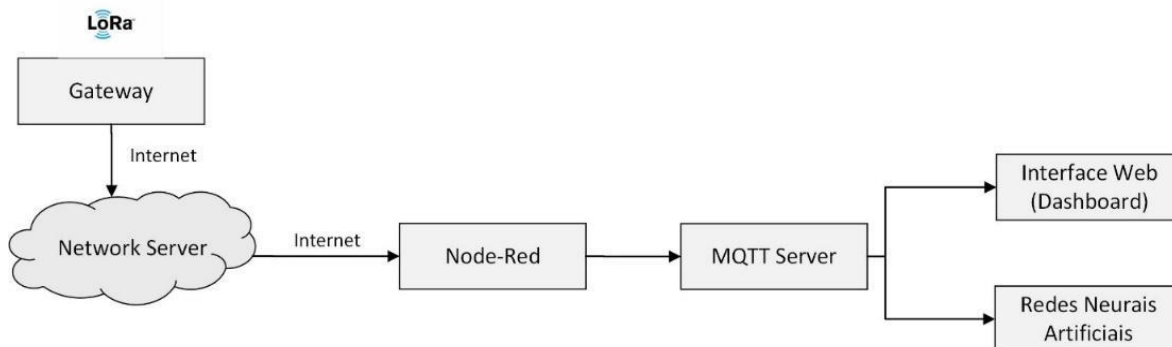 LoRa
Gateway
Internet
Network Server
Internet
Node-Red
MQTT Server
Interface Web
(Dashboard)
Redes Neurais
Artificiais